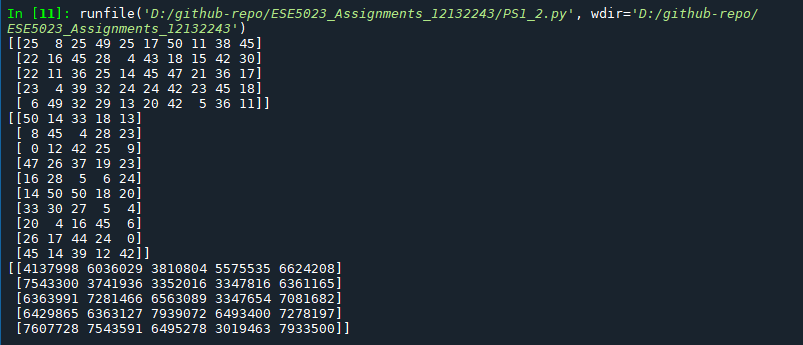 In [11]: runfile('D:/github-repo/ESE5023_Assignments_12132243/PS1_2.py', wdir='D:/github-repo/
ESE5023_Assignments_12132243')
[[25  8 25 49 25 17 50 11 38 45]
 [22 16 45 28  4 43 18 15 42 30]
 [22 11 36 25 14 45 47 21 36 17]
 [23  4 39 32 24 24 42 23 45 18]
 [ 6 49 32 29 13 20 42  5 36 11]]
[[50 14 33 18 13]
 [ 8 45  4 28 23]
 [ 0 12 42 25  9]
 [47 26 37 19 23]
 [16 28  5  6 24]
 [14 50 50 18 20]
 [33 30 27  5  4]
 [20  4 16 45  6]
 [26 17 44 24  0]
 [45 14 39 12 42]]
[[4137998 6036029 3810804 5575535 6624208]
 [7543300 3741936 3352016 3347816 6361165]
 [6363991 7281466 6563089 3347654 7081682]
 [6429865 6363127 7939072 6493400 7278197]
 [7607728 7543591 6495278 3019463 7933500]]